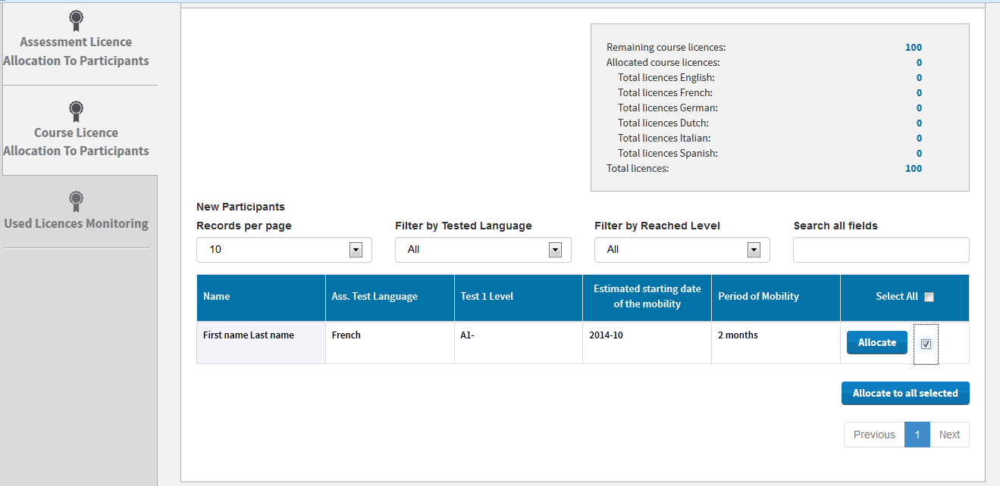 Assessment Licence
Allocation To Participants
Course Licence
Allocation To Participants
Used Licences Monitoring
Remaining course licences: 100
Allocated course licences: 0
Total licences English: 0
Total licences French: 0
Total licences German: 0
Total licences Dutch: 0
Total licences Italian: 0
Total licences Spanish: 0
Total licences: 100
New Participants
Records per page Filter by Tested Language Filter by Reached Level Search all fields
10 All All
Name Ass. Test Language Test 1 Level Estimated starting date of the mobility Period of Mobility Select All
First name Last name French A1- 2014-10 2 months Allocate
Allocate to all selected
Previous 1 Next